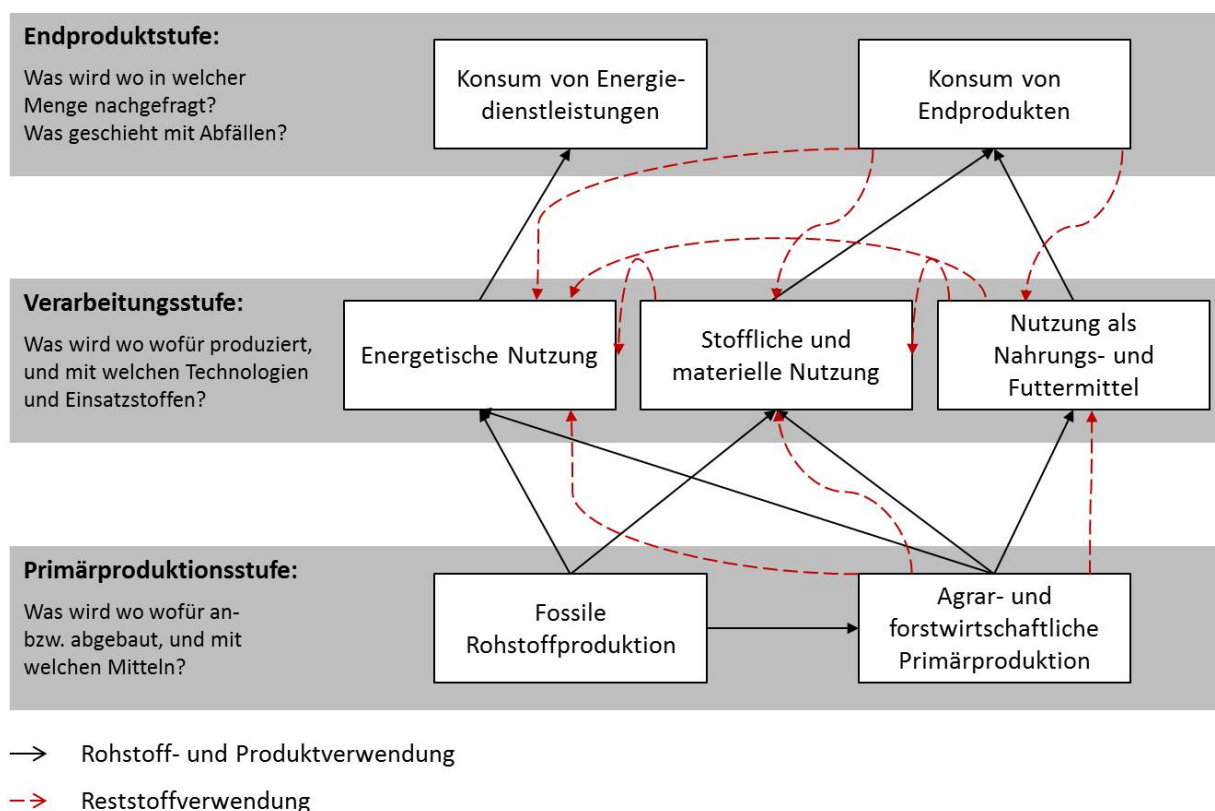 Endproduktstufe:
Was wird wo in welcher
Menge nachgefragt?
Was geschieht mit Abfällen?
Konsum von Energie-
dienstleistungen
Konsum von
Endprodukten
Verarbeitungsstufe:
Was wird wo wofür produziert,
und mit welchen Technologien
und Einsatzstoffen?
Energetische Nutzung
Stoffliche und
materielle Nutzung
Nutzung als
Nahrungs- und
Futtermittel
Primärproduktionsstufe:
Was wird wo wofür an-
bzw. abgebaut, und mit
welchen Mitteln?
Fossile
Rohstoffproduktion
Agrar- und
forstwirtschaftliche
Primärproduktion
Rohstoff- und Produktverwendung
Reststoffverwendung